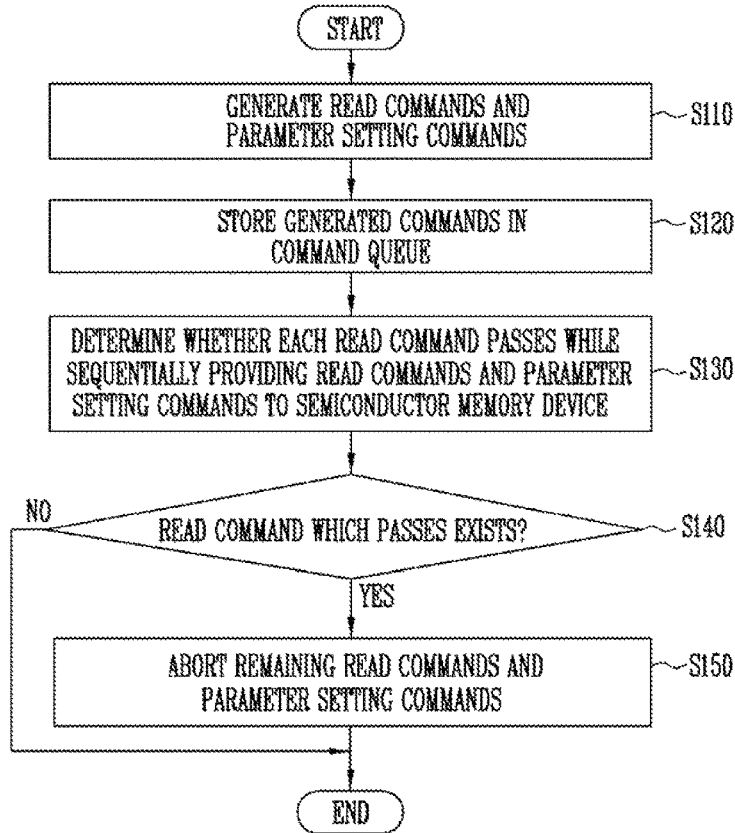 START
GENERATE READ COMMANDS AND
PARAMETER SETTING COMMANDS
S110
STORE GENERATED COMMANDS IN
COMMAND QUEUE
S120
DETERMINE WHETHER EACH READ COMMAND PASSES WHILE
SEQUENTIALLY PROVIDING READ COMMANDS AND PARAMETER
SETTING COMMANDS TO SEMICONDUCTOR MEMORY DEVICE
S130
NO
READ COMMAND WHICH PASSES EXISTS?
S140
YES
ABORT REMAINING READ COMMANDS AND
PARAMETER SETTING COMMANDS
S150
END